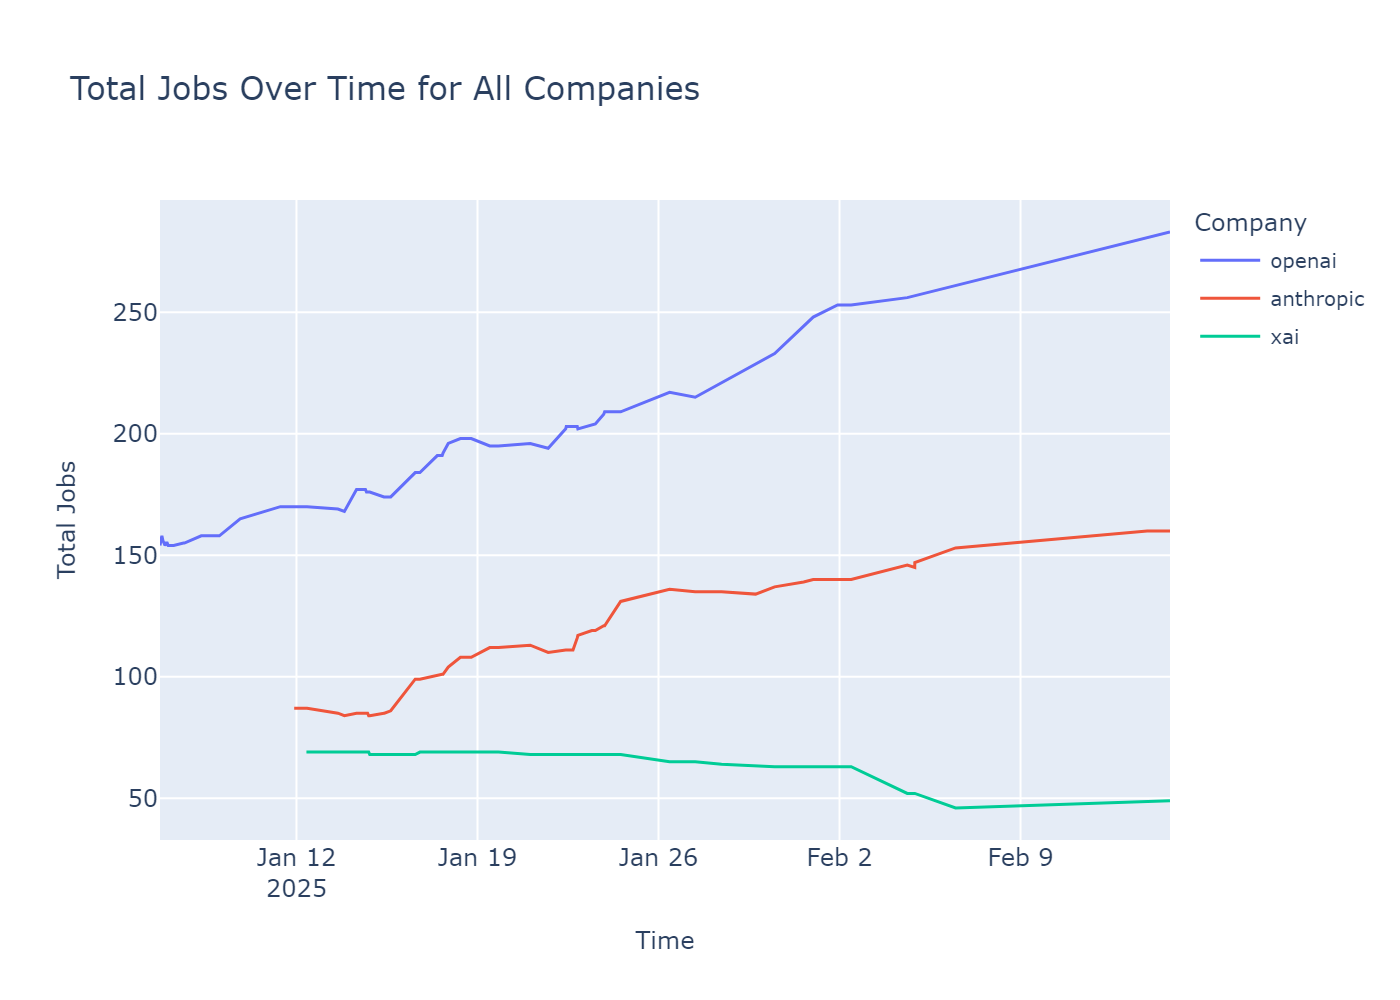 Total Jobs Over Time for All Companies
Company
openai
anthropic
xai
250
200
150
100
50
Total Jobs
Jan 12
2025
Jan 19
Jan 26
Feb 2
Feb 9
Time